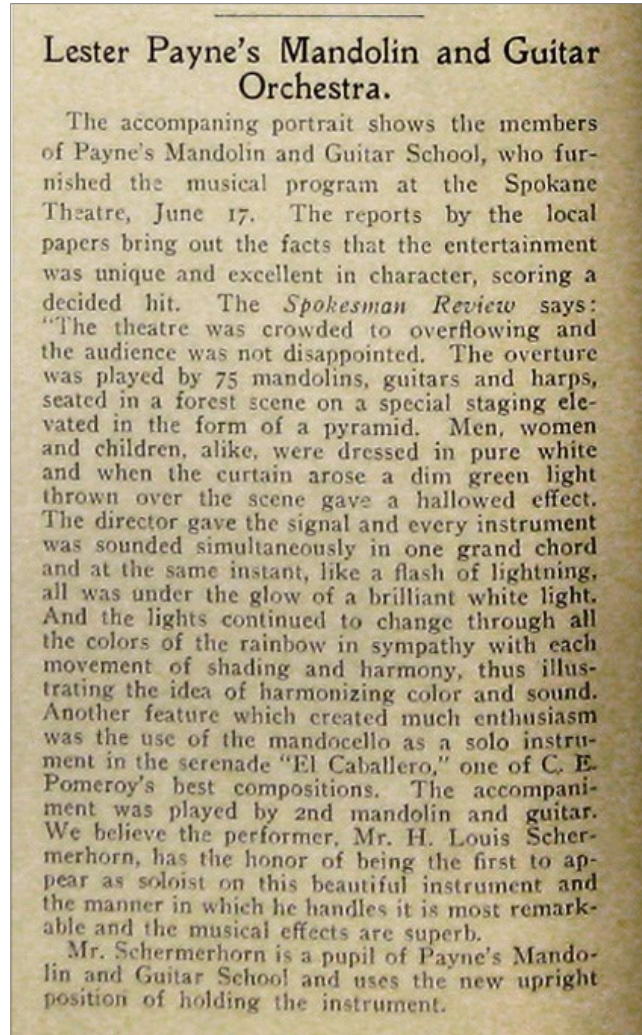 Lester Payne's Mandolin and Guitar
Orchestra.
The accompaning portrait shows the members
of Payne's Mandolin and Guitar School, who fur-
nished the musical program at the Spokane
Theatre, June 17. The reports by the local
papers bring out the facts that the entertainment
was unique and excellent in character, scoring a
decided hit. The Spokesman Review says:
"The theatre was crowded to overflowing and
the audience was not disappointed. The overture
was played by 75 mandolins, guitars and harps,
seated in a forest scene on a special staging ele-
vated in the form of a pyramid. Men, women
and children, alike, were dressed in pure white
and when the curtain arose a dim green light
thrown over the scene gave a hallowed effect.
The director gave the signal and every instrument
was sounded simultaneously in one grand chord
and at the same instant, like a flash of lightning,
all was under the glow of a brilliant white light.
And the lights continued to change through all
the colors of the rainbow in sympathy with each
movement of shading and harmony, thus illus-
trating the idea of harmonizing color and sound.
Another feature which created much enthusiasm
was the use of the mandocello as a solo instru-
ment in the serenade "El Caballero," one of C. E.
Pomeroy's best compositions. The accompani-
ment was played by 2nd mandolin and guitar.
We believe the performer, Mr. H. Louis Scher-
merhorn, has the honor of being the first to ap-
pear as soloist on this beautiful instrument and
the manner in which he handles it is most remark-
able and the musical effects are superb.
Mr. Schermerhorn is a pupil of Payne's Mando-
lin and Guitar School and uses the new upright
position of holding the instrument.